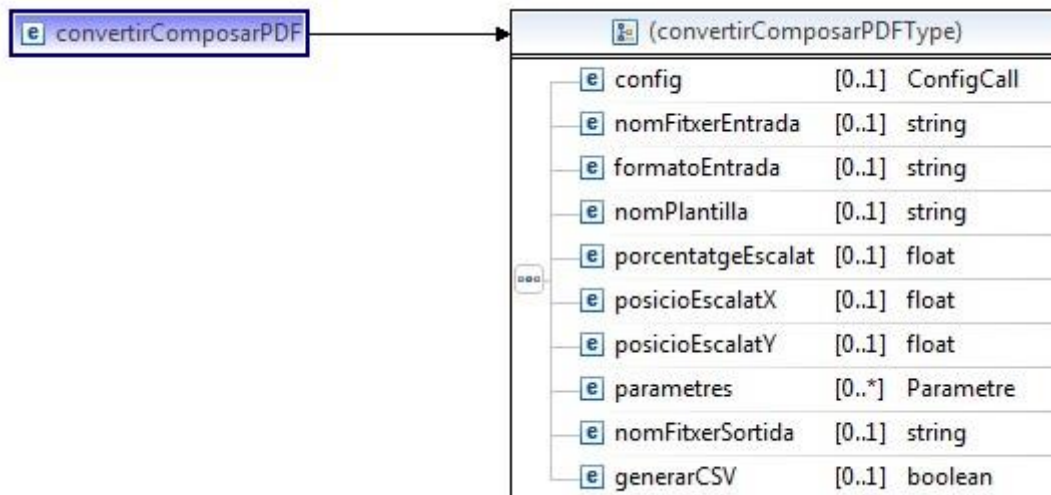 e convertirComposarPDF
(convertirComposarPDFType)
e config [0..1] ConfigCall
e nomFitxerEntrada [0..1] string
e formatoEntrada [0..1] string
e nomPlantilla [0..1] string
e porcentatgeEscalat [0..1] float
e posicioEscalatX [0..1] float
e posicioEscalatY [0..1] float
e parametres [0..*] Parametre
e nomFitxerSortida [0..1] string
e generarCSV [0..1] boolean